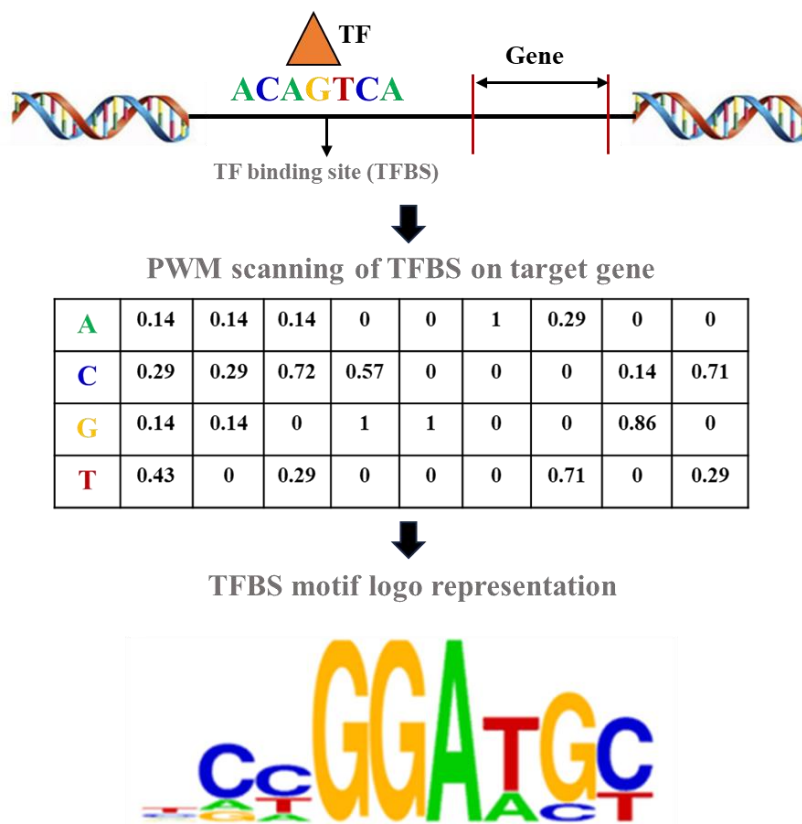 TF
Gene
ACAGTCA
TF binding site (TFBS)
PWM scanning of TFBS on target gene
A 0.14 0.14 0.14 0 0 1 0.29 0 0
C 0.29 0.29 0.72 0.57 0 0 0 0.14 0.71
G 0.14 0.14 0 1 1 0 0 0.86 0
T 0.43 0 0.29 0 0 0 0.71 0 0.29
TFBS motif logo representation
CCGGATGC
ATACT
GA